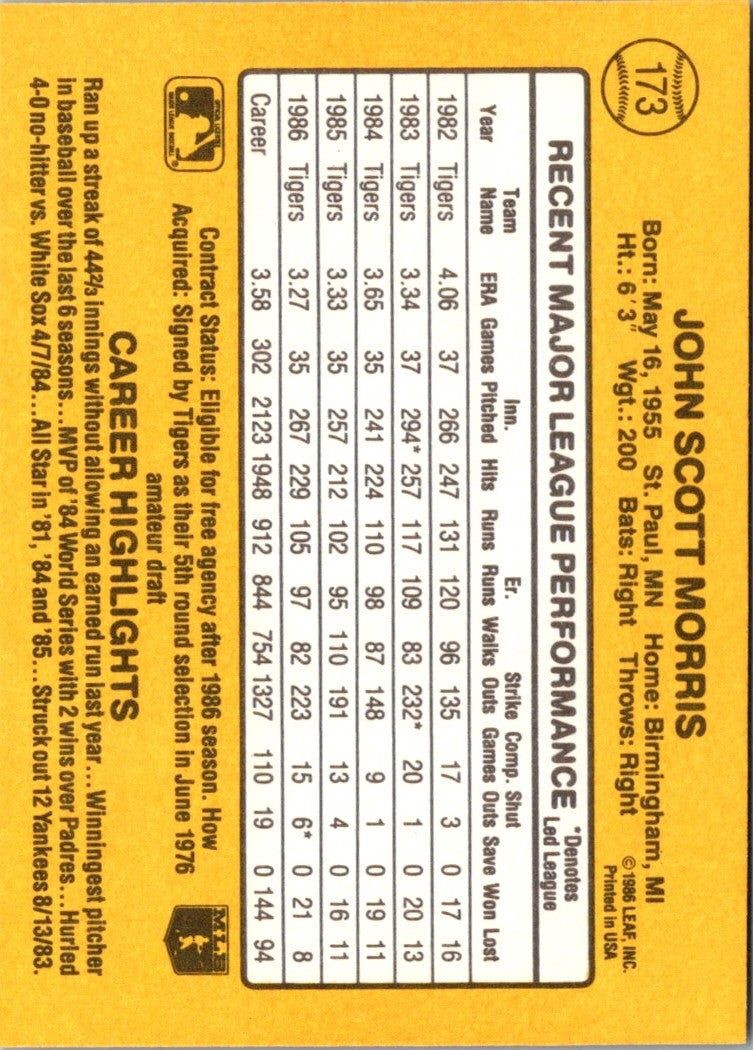 173
JOHN SCOTT MORRIS
Born: May 16, 1955 St. Paul, MN Home: Birmingham, MI
Ht.: 6'3" Wgt.: 200 Bats: Right Throws: Right
©1986 LEAF, INC.
Printed in USA
RECENT MAJOR LEAGUE PERFORMANCE *Denotes
Led League
Team Inn. Er. Strike Comp. Shut
Year Name ERA Games Pitched Hits Runs Runs Walks Outs Games Outs Save Won Lost
1982 Tigers 4.06 37 266 247 131 120 96 135 17 3 0 17 16
1983 Tigers 3.34 37 294* 257 117 109 83 232* 20 1 0 20 13
1984 Tigers 3.65 35 241 224 110 98 87 148 9 1 0 19 11
1985 Tigers 3.33 35 257 212 102 95 110 191 13 4 0 16 11
1986 Tigers 3.27 35 267 229 105 97 82 223 15 6* 0 21 8
Career 3.58 302 2123 1948 912 844 754 1327 110 19 0 144 94
OFFICIAL LICENSEE
MAJOR LEAGUE BASEBALL
®
Contract Status: Eligible for free agency after 1986 season. How
Acquired: Signed by Tigers as their 5th round selection in June 1976
amateur draft
MLB
CAREER HIGHLIGHTS
Ran up a streak of 44 2/3 innings without allowing an earned run last year... Winningest pitcher
in baseball over the last 6 seasons... MVP of '84 World Series with 2 wins over Padres... Hurled
4-0 no-hitter vs. White Sox 4/7/84... All Star in '81, '84 and '85... Struck out 12 Yankees 8/13/83.